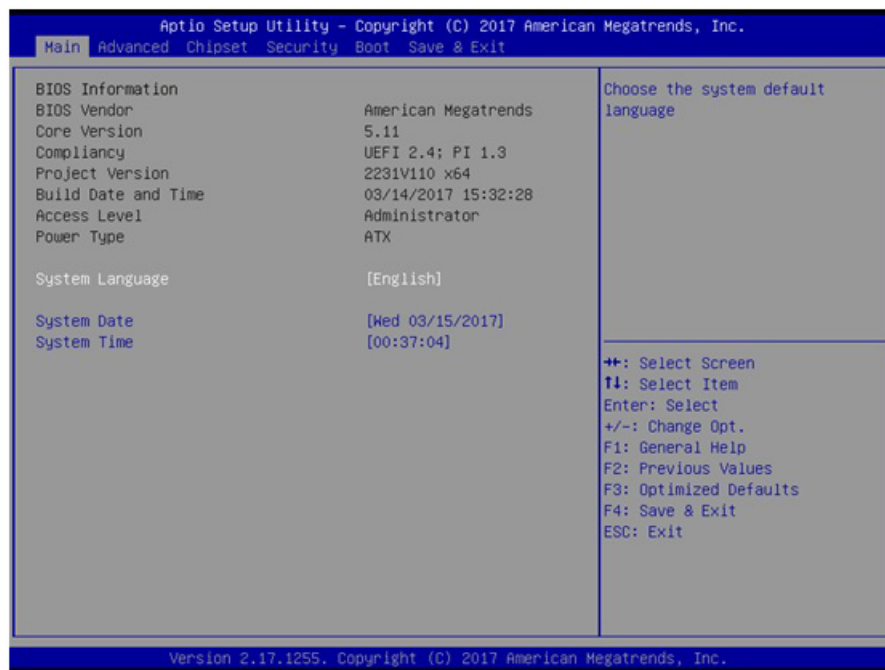 Aptio Setup Utility – Copyright (C) 2017 American Megatrends, Inc.
Main Advanced Chipset Security Boot Save & Exit
BIOS Information
BIOS Vendor American Megatrends
Core Version 5.11
Compliancy UEFI 2.4; PI 1.3
Project Version 2231V110 x64
Build Date and Time 03/14/2017 15:32:28
Access Level Administrator
Power Type ATX
System Language [English]
System Date [Wed 03/15/2017]
System Time [00:37:04]
Choose the system default
language
→←: Select Screen
↑↓: Select Item
Enter: Select
+/-: Change Opt.
F1: General Help
F2: Previous Values
F3: Optimized Defaults
F4: Save & Exit
ESC: Exit
Version 2.17.1255. Copyright (C) 2017 American Megatrends, Inc.